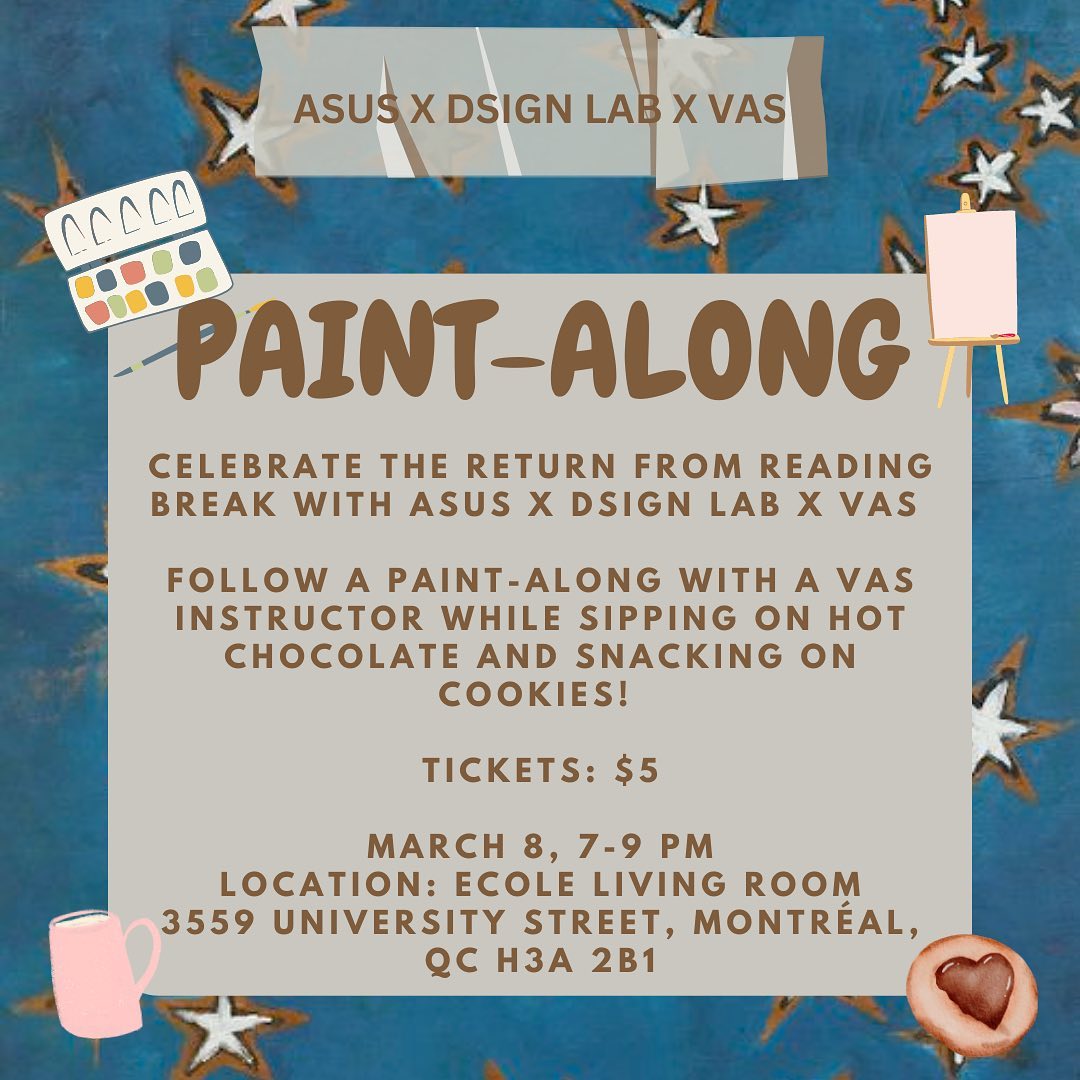 ASUS X DSIGN LAB X VAS
PAINT-ALONG
CELEBRATE THE RETURN FROM READING
BREAK WITH ASUS X DSIGN LAB X VAS
FOLLOW A PAINT-ALONG WITH A VAS
INSTRUCTOR WHILE SIPPING ON HOT
CHOCOLATE AND SNACKING ON
COOKIES!
TICKETS: $5
MARCH 8, 7-9 PM
LOCATION: ECOLE LIVING ROOM
3559 UNIVERSITY STREET, MONTRÉAL,
QC H3A 2B1